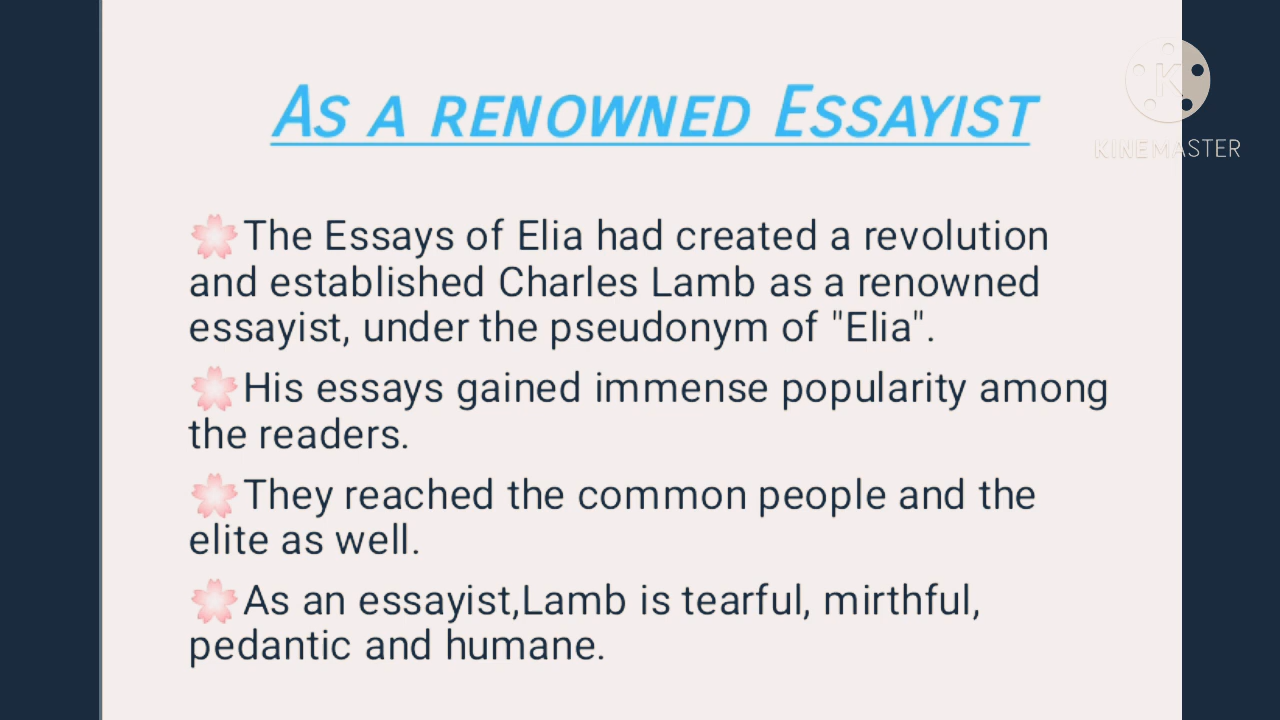 As a renowned Essayist
KINEMASTER
The Essays of Elia had created a revolution
and established Charles Lamb as a renowned
essayist, under the pseudonym of "Elia".
His essays gained immense popularity among
the readers.
They reached the common people and the
elite as well.
As an essayist,Lamb is tearful, mirthful,
pedantic and humane.